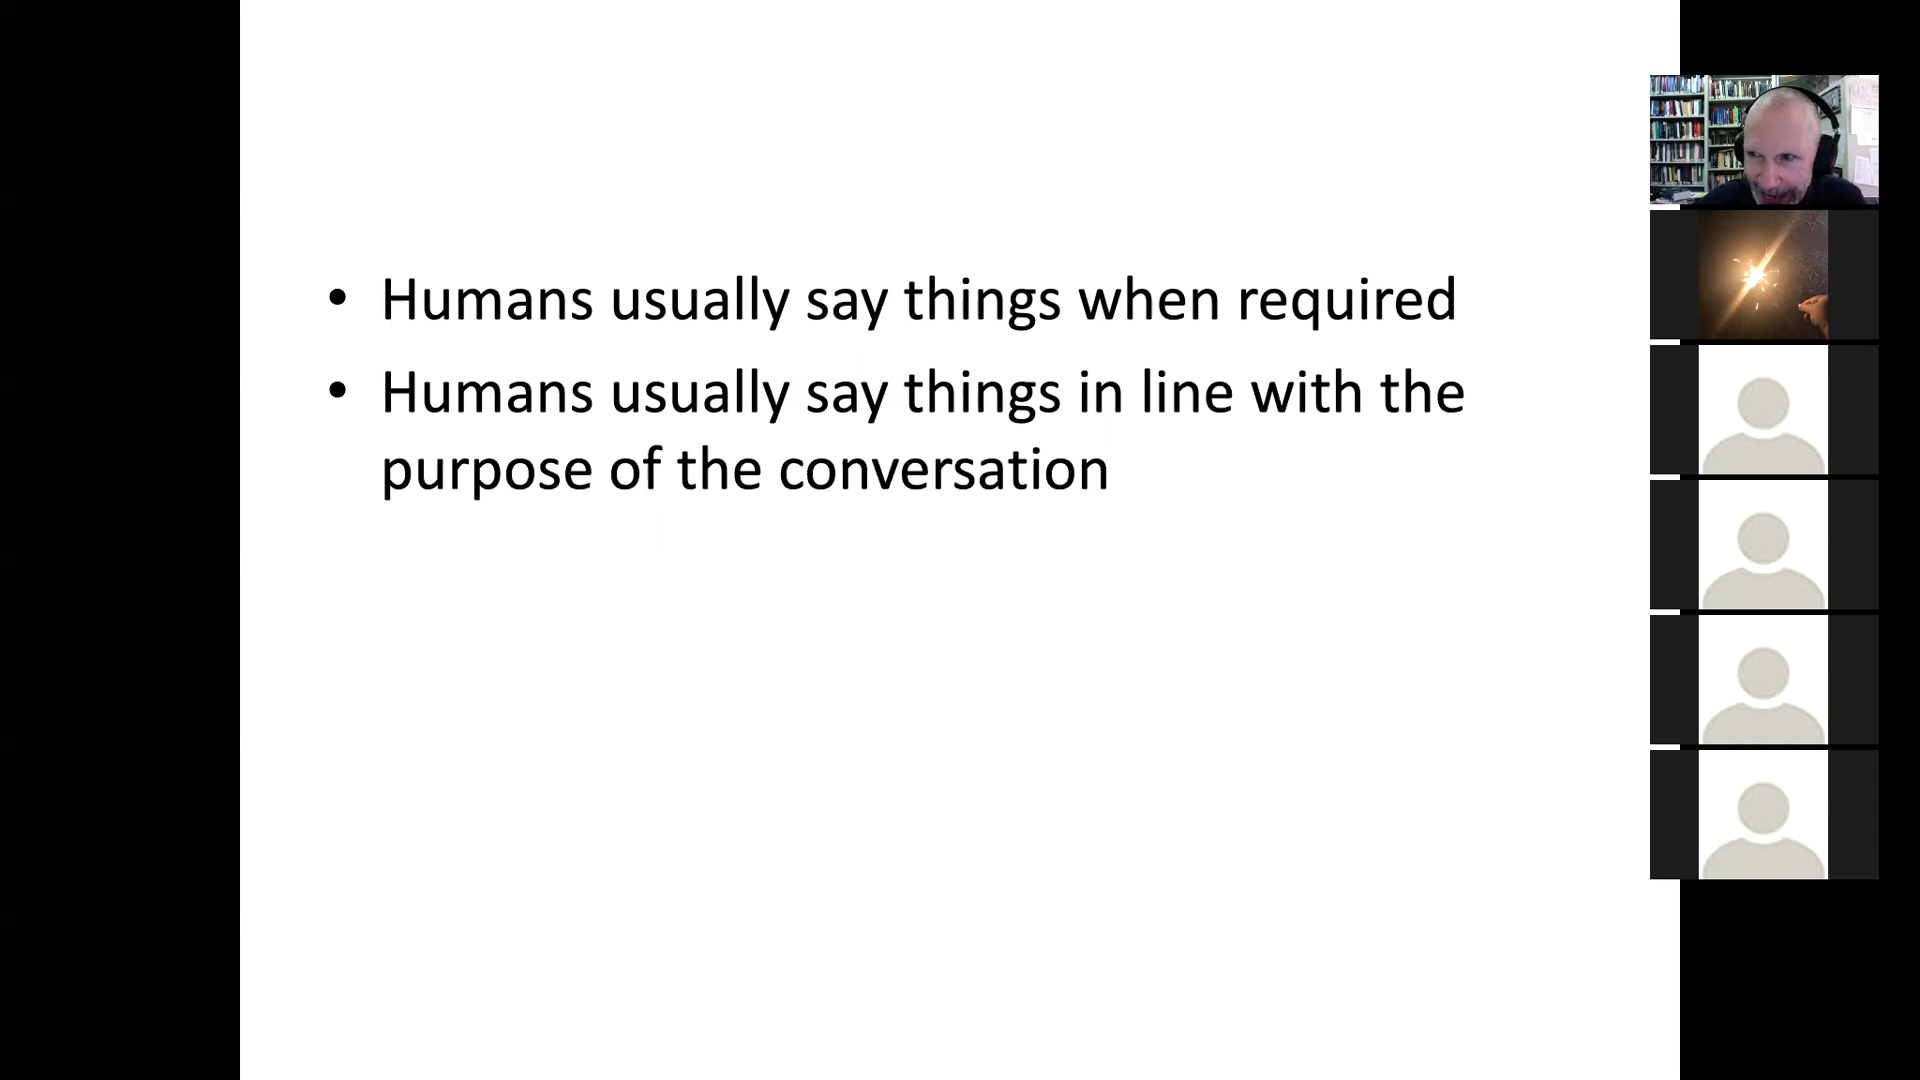 • Humans usually say things when required
• Humans usually say things in line with the
purpose of the conversation